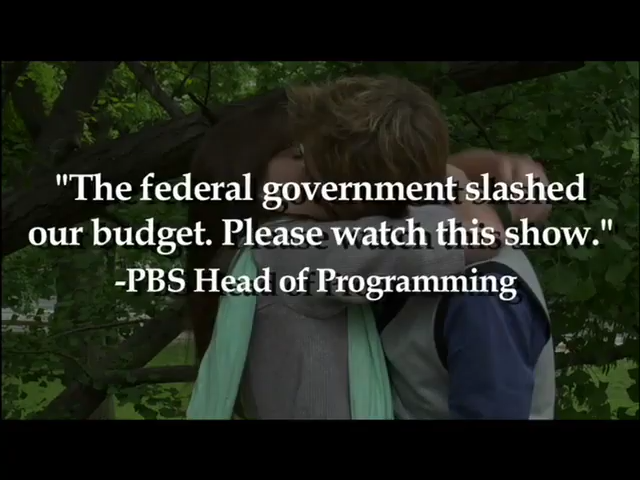 "The federal government slashed
our budget. Please watch this show."
-PBS Head of Programming